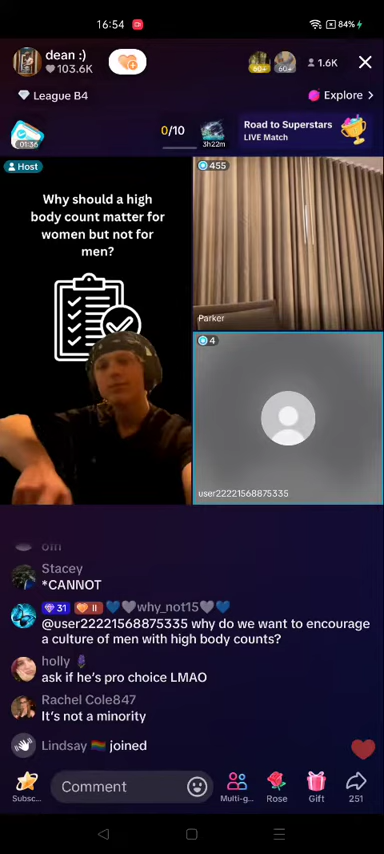 16:54
84%
dean :)
103.6K
60+
60+
1.6K
League B4
Explore >
01:36
0/10
3h22m
Road to Superstars
LIVE Match
Host
455
Why should a high
body count matter for
women but not for
men?
Parker
4
user22221568875335
Stacey
*CANNOT
31 II 💙🩶why_not15🩶💙
@user22221568875335 why do we want to encourage
a culture of men with high body counts?
holly
ask if he's pro choice LMAO
Rachel Cole847
It's not a minority
Lindsay 🏳️‍🌈 joined
Comment
Subsc...
Multi-g...
Rose
Gift
251